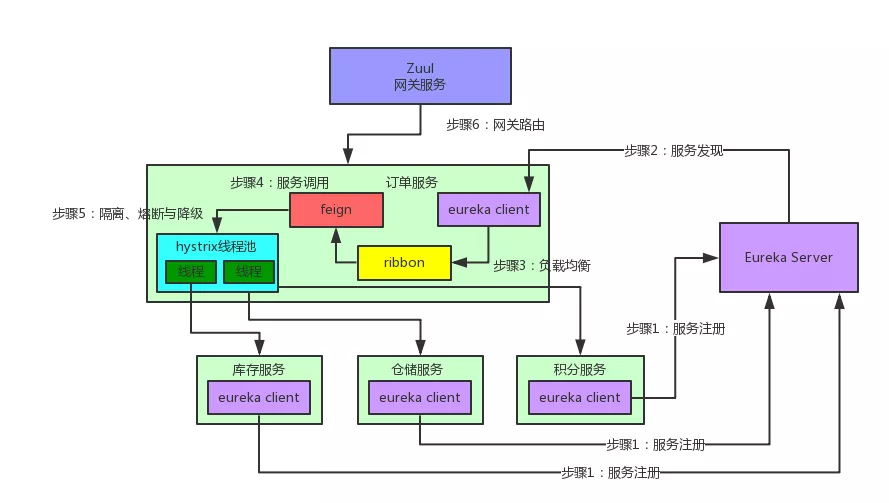 Zuul
网关服务
步骤6：网关路由
步骤2：服务发现
步骤4：服务调用
订单服务
feign
eureka client
步骤5：隔离、熔断与降级
hystrix线程池
线程
线程
ribbon
步骤3：负载均衡
Eureka Server
步骤1：服务注册
库存服务
eureka client
仓储服务
eureka client
积分服务
eureka client
步骤1：服务注册
步骤1：服务注册